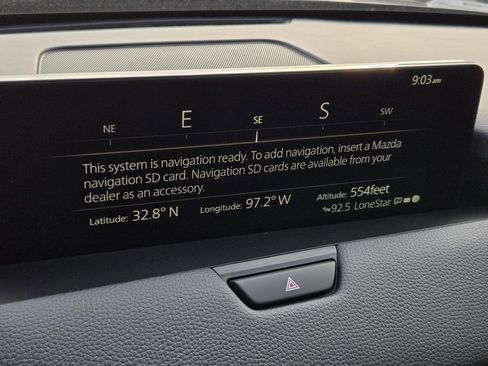 9:03am
NE E SE S SW
This system is navigation ready. To add navigation, insert a Mazda
navigation SD card. Navigation SD cards are available from your
dealer as an accessory.
Latitude: 32.8° N Longitude: 97.2° W Altitude: 554feet
92.5 LoneStar